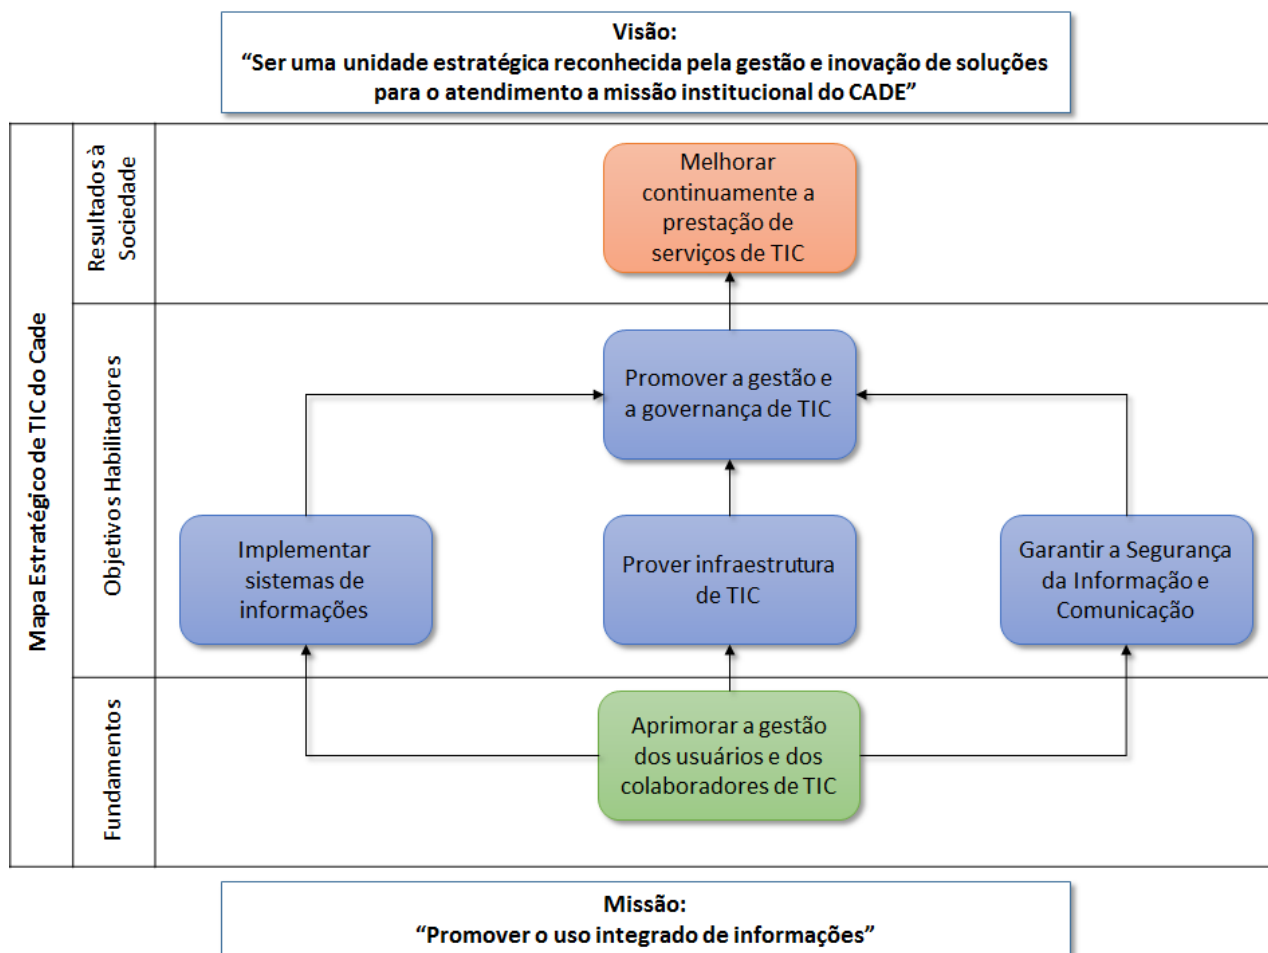 Visão:
“Ser uma unidade estratégica reconhecida pela gestão e inovação de soluções
para o atendimento a missão institucional do CADE”
Mapa Estratégico de TIC do Cade
Resultados à
Sociedade
Melhorar
continuamente a
prestação de
serviços de TIC
Objetivos Habilitadores
Promover a gestão e
a governança de TIC
Implementar
sistemas de
informações
Prover infraestrutura
de TIC
Garantir a Segurança
da Informação e
Comunicação
Fundamentos
Aprimorar a gestão
dos usuários e dos
colaboradores de TIC
Missão:
“Promover o uso integrado de informações”